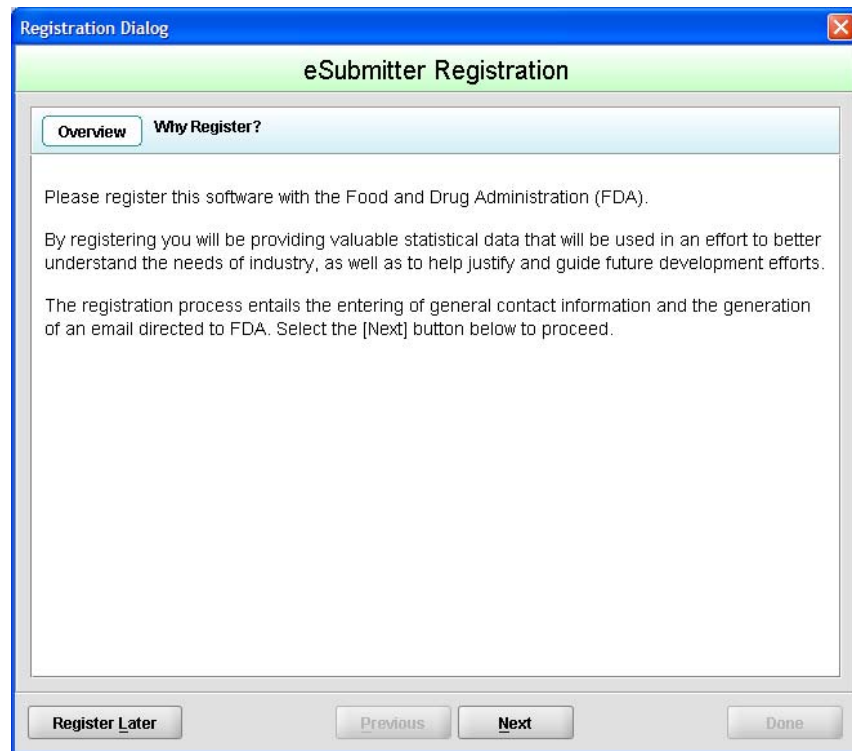 Registration Dialog
eSubmitter Registration
Overview Why Register?
Please register this software with the Food and Drug Administration (FDA).
By registering you will be providing valuable statistical data that will be used in an effort to better
understand the needs of industry, as well as to help justify and guide future development efforts.
The registration process entails the entering of general contact information and the generation
of an email directed to FDA. Select the [Next] button below to proceed.
Register Later Previous Next Done